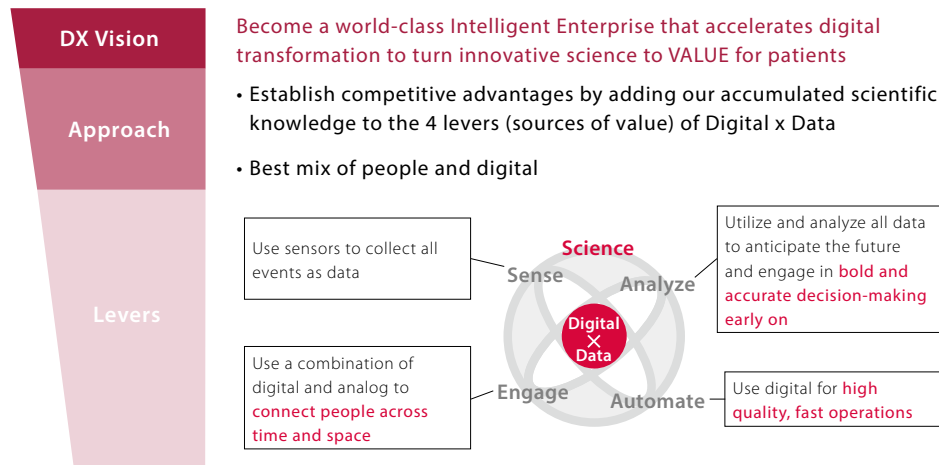 DX Vision
Become a world-class Intelligent Enterprise that accelerates digital
transformation to turn innovative science to VALUE for patients
Approach
• Establish competitive advantages by adding our accumulated scientific
knowledge to the 4 levers (sources of value) of Digital x Data
• Best mix of people and digital
Levers
Use sensors to collect all
events as data
Science
Sense
Analyze
Utilize and analyze all data
to anticipate the future
and engage in bold and
accurate decision-making
early on
Digital
×
Data
Use a combination of
digital and analog to
connect people across
time and space
Engage
Automate
Use digital for high
quality, fast operations